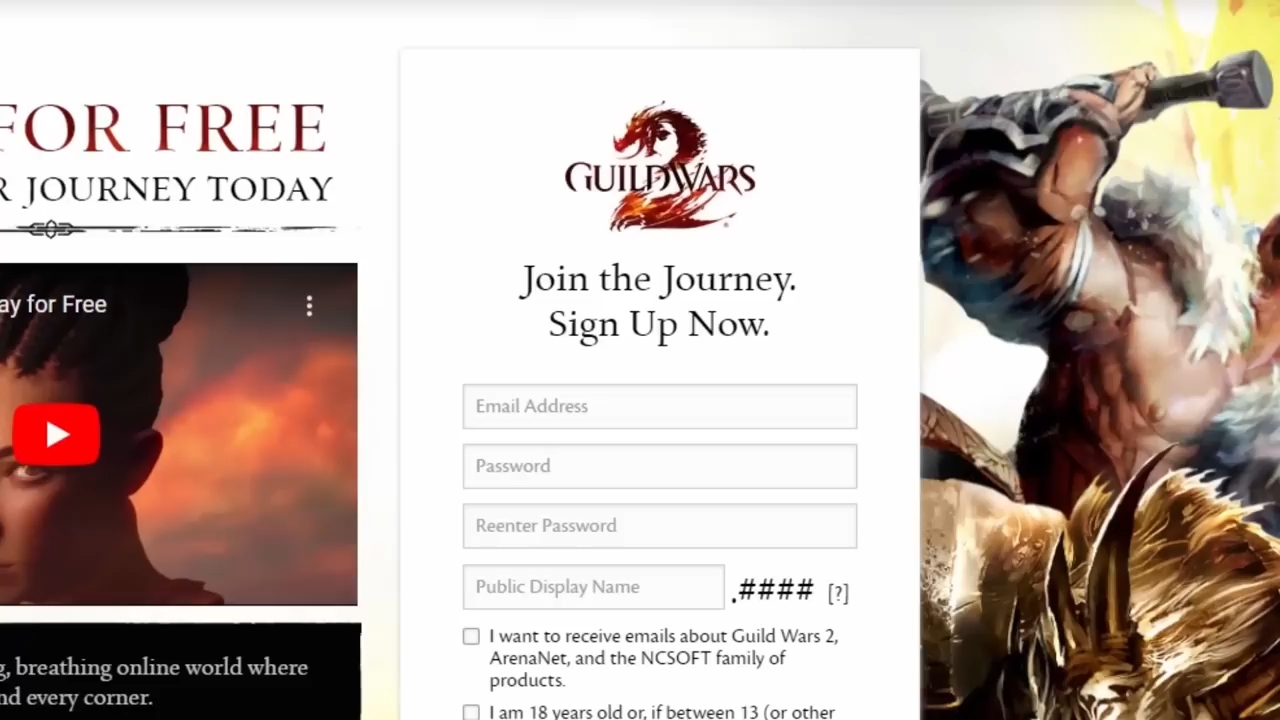 FOR FREE
R JOURNEY TODAY
ay for Free
g, breathing online world where
nd every corner.
GUILD WARS
2
Join the Journey.
Sign Up Now.
Email Address
Password
Reenter Password
Public Display Name .#### [?]
I want to receive emails about Guild Wars 2,
ArenaNet, and the NCSOFT family of
products.
I am 18 years old or, if between 13 (or other